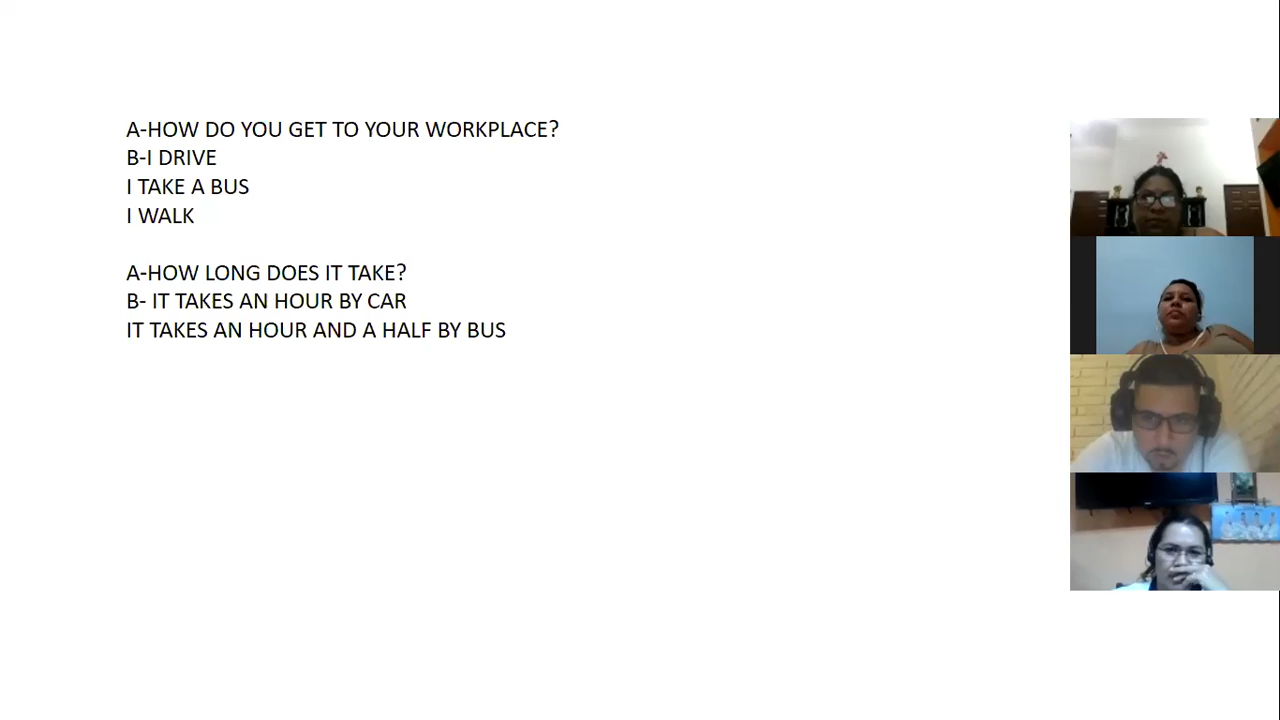 A-HOW DO YOU GET TO YOUR WORKPLACE?
B-I DRIVE
I TAKE A BUS
I WALK
A-HOW LONG DOES IT TAKE?
B- IT TAKES AN HOUR BY CAR
IT TAKES AN HOUR AND A HALF BY BUS